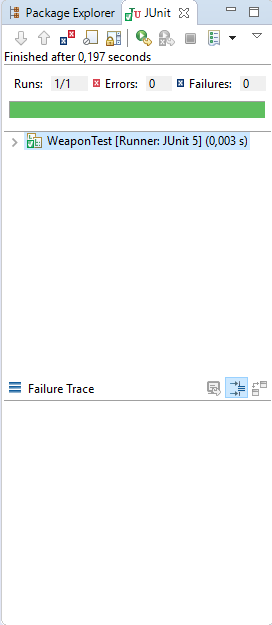 Package Explorer JUnit
Finished after 0,197 seconds
Runs: 1/1 Errors: 0 Failures: 0
WeaponTest [Runner: JUnit 5] (0,003 s)
Failure Trace